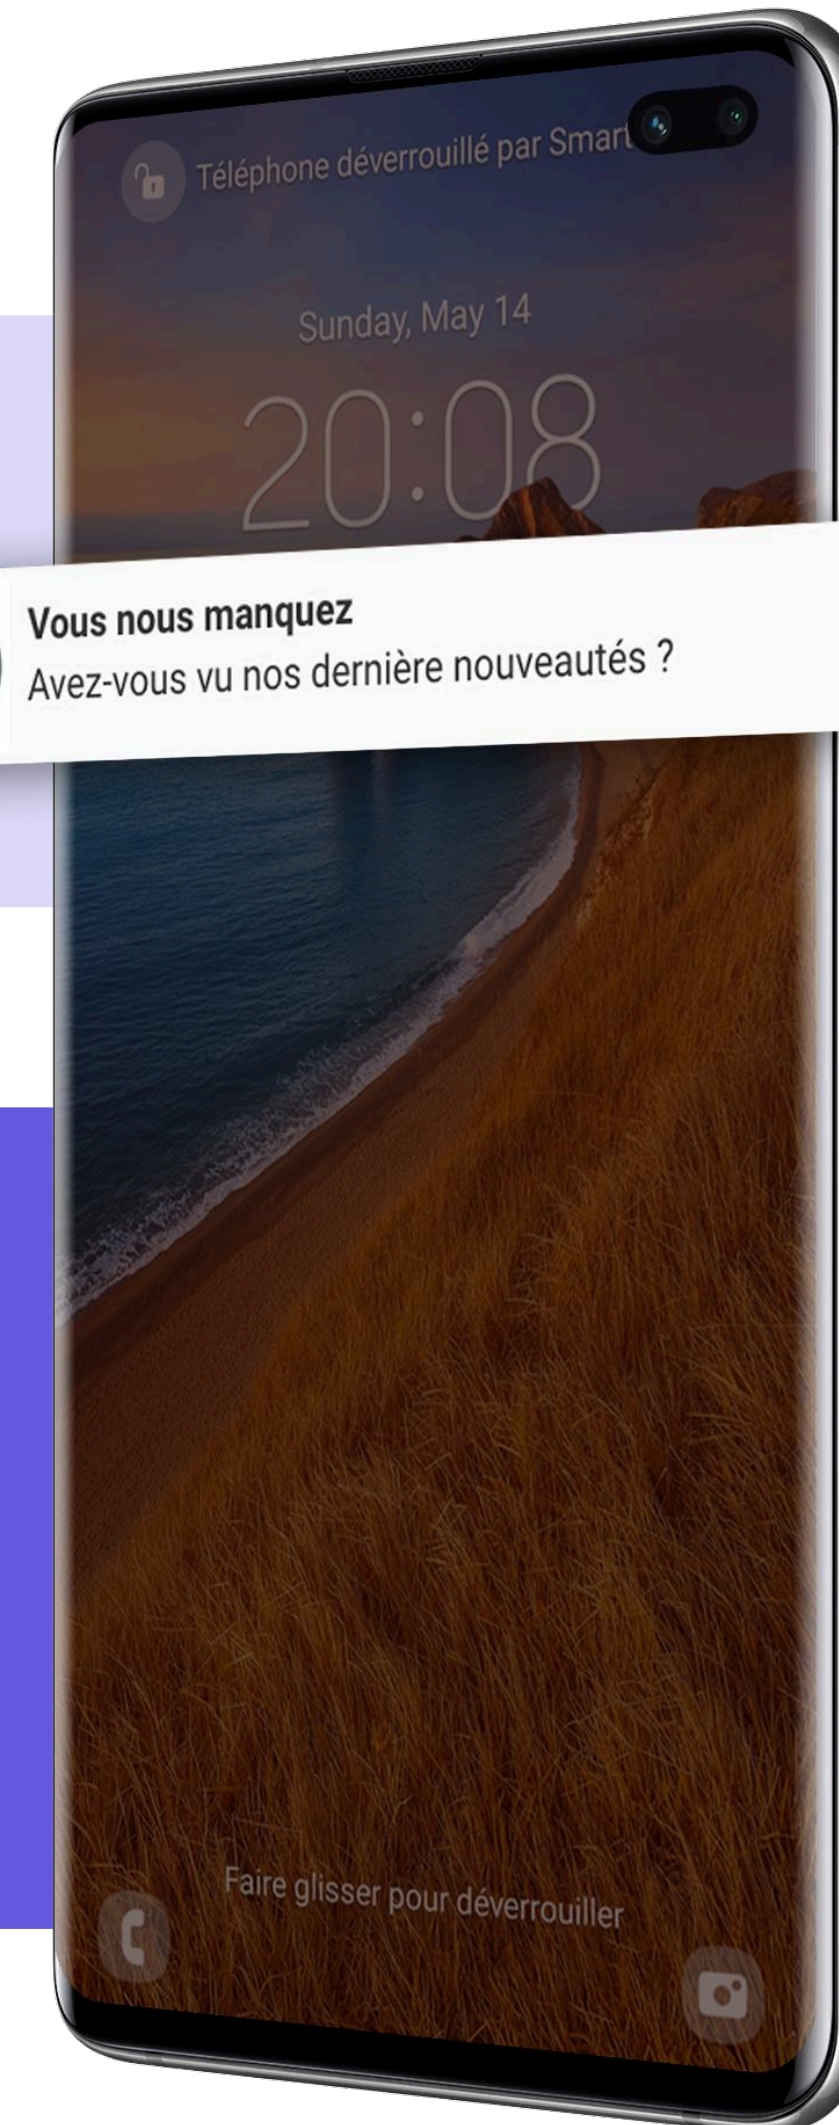 Téléphone déverrouillé par Smart
Sunday, May 14
20:08
Vous nous manquez
Avez-vous vu nos dernière nouveautés ?
Faire glisser pour déverrouiller